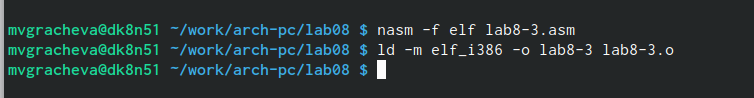 mvgracheva@dk8n51 ~/work/arch-pc/lab08 $ nasm -f elf lab8-3.asm
mvgracheva@dk8n51 ~/work/arch-pc/lab08 $ ld -m elf_i386 -o lab8-3 lab8-3.o
mvgracheva@dk8n51 ~/work/arch-pc/lab08 $